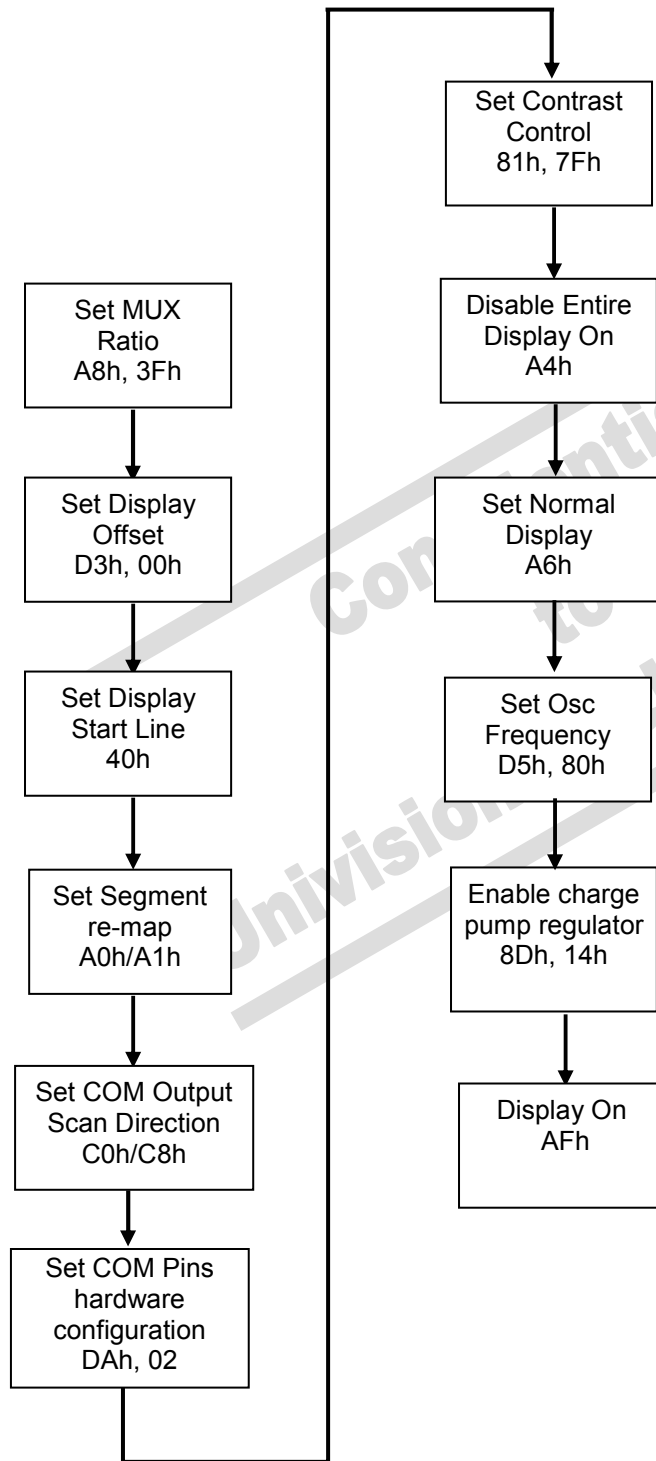 Set MUX
Ratio
A8h, 3Fh
Set Display
Offset
D3h, 00h
Set Display
Start Line
40h
Set Segment
re-map
A0h/A1h
Set COM Output
Scan Direction
C0h/C8h
Set COM Pins
hardware
configuration
DAh, 02
Set Contrast
Control
81h, 7Fh
Disable Entire
Display On
A4h
Set Normal
Display
A6h
Set Osc
Frequency
D5h, 80h
Enable charge
pump regulator
8Dh, 14h
Display On
AFh
to
Univision